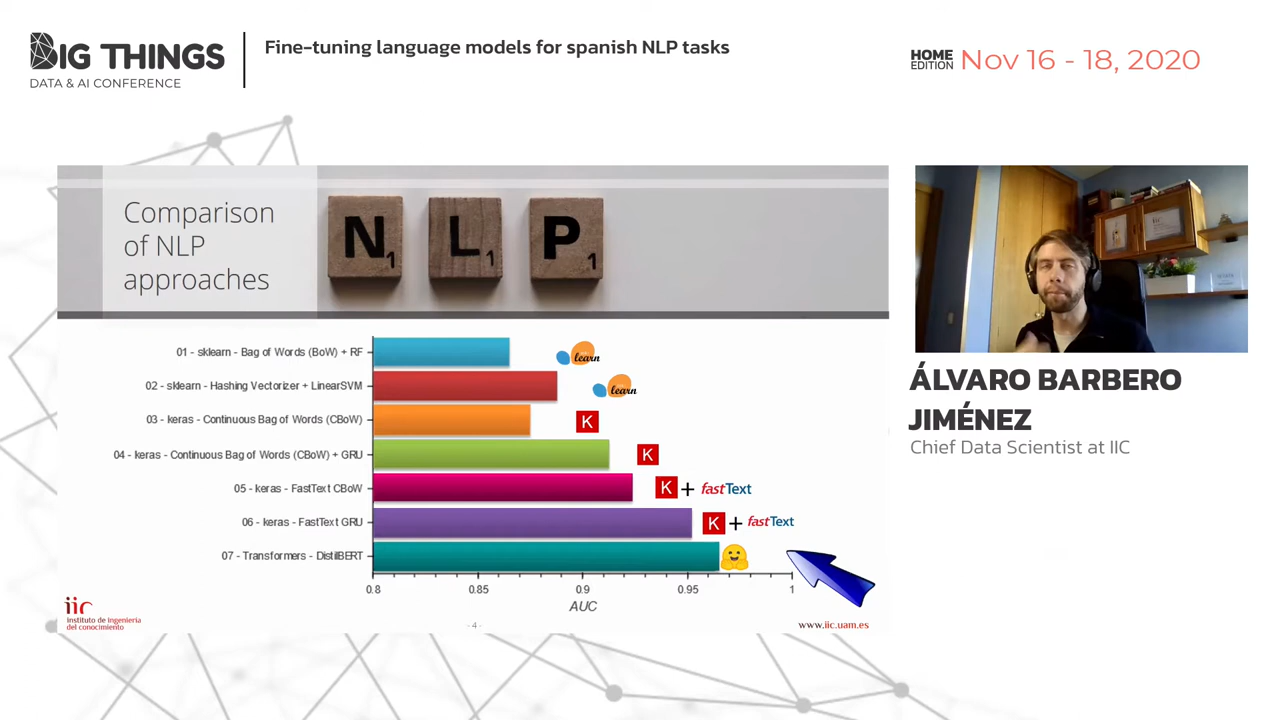 BIG THINGS
DATA & AI CONFERENCE
Fine-tuning language models for spanish NLP tasks
HOME
EDITION
Nov 16 - 18, 2020
Comparison
of NLP
approaches
N1 L1 P1
01 - sklearn - Bag of Words (BoW) + RF
learn
02 - sklearn - Hashing Vectorizer + LinearSVM
learn
03 - keras - Continuous Bag of Words (CBoW)
K
04 - keras - Continuous Bag of Words (CBoW) + GRU
K
05 - keras - FastText CBoW
K + fastText
06 - keras - FastText GRU
K + fastText
07 - Transformers - DistilBERT
0.8 0.85 0.9 0.95 1
AUC
iic
instituto de ingeniería
del conocimiento
- 4 -
www.iic.uam.es
ÁLVARO BARBERO
JIMÉNEZ
Chief Data Scientist at IIC